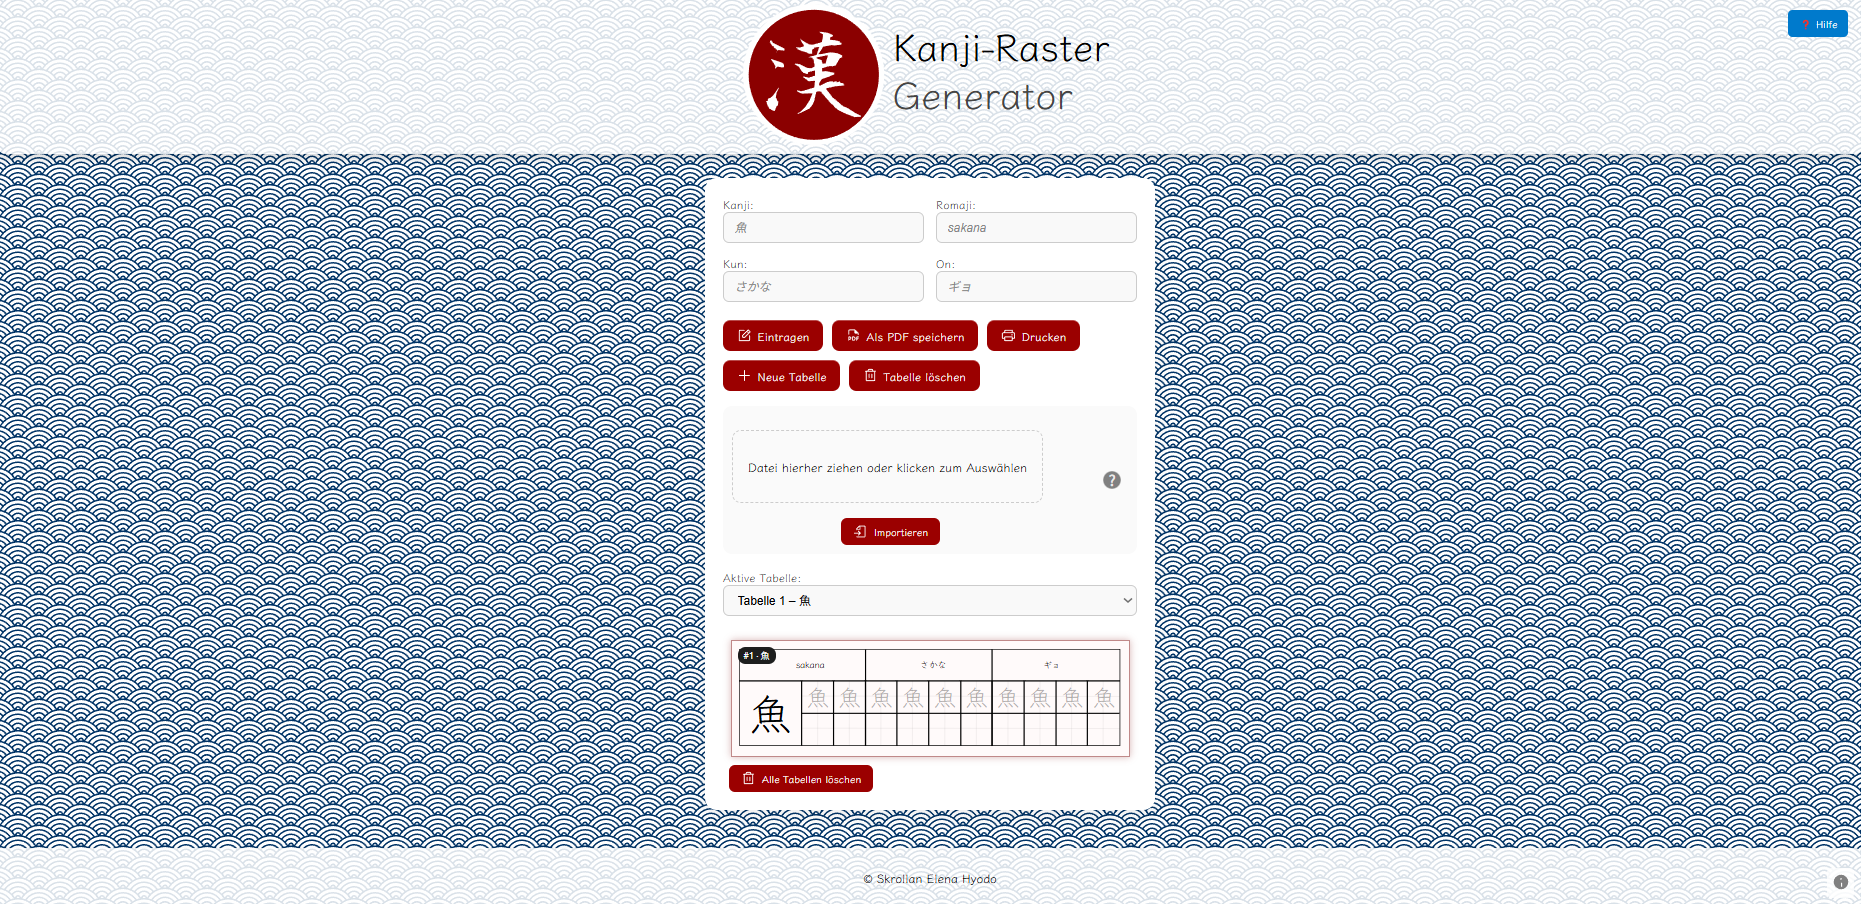 漢
Kanji-Raster
Generator
❓ Hilfe
Kanji:
Romaji:
魚
sakana
Kun:
On:
さかな
ギョ
Eintragen
PDF
Als PDF speichern
Drucken
Neue Tabelle
Tabelle löschen
Datei hierher ziehen oder klicken zum Auswählen
?
Importieren
Aktive Tabelle:
Tabelle 1 – 魚
#1 · 魚
sakana
さかな
ギョ
魚
魚 魚 魚 魚 魚 魚 魚 魚 魚 魚
Alle Tabellen löschen
© Skrollan Elena Hyodo